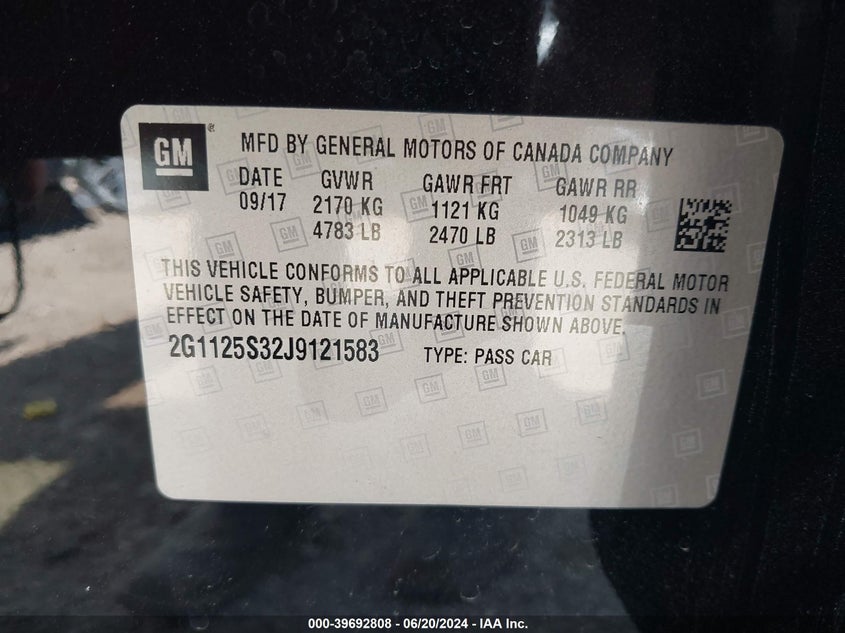 GM ®
MFD BY GENERAL MOTORS OF CANADA COMPANY
DATE GVWR GAWR FRT GAWR RR
09/17 2170 KG 1121 KG 1049 KG
4783 LB 2470 LB 2313 LB
THIS VEHICLE CONFORMS TO ALL APPLICABLE U.S. FEDERAL MOTOR
VEHICLE SAFETY, BUMPER, AND THEFT PREVENTION STANDARDS IN
EFFECT ON THE DATE OF MANUFACTURE SHOWN ABOVE.
2G1125S32J9121583 TYPE: PASS CAR
000-39692808 - 06/20/2024 - IAA Inc.